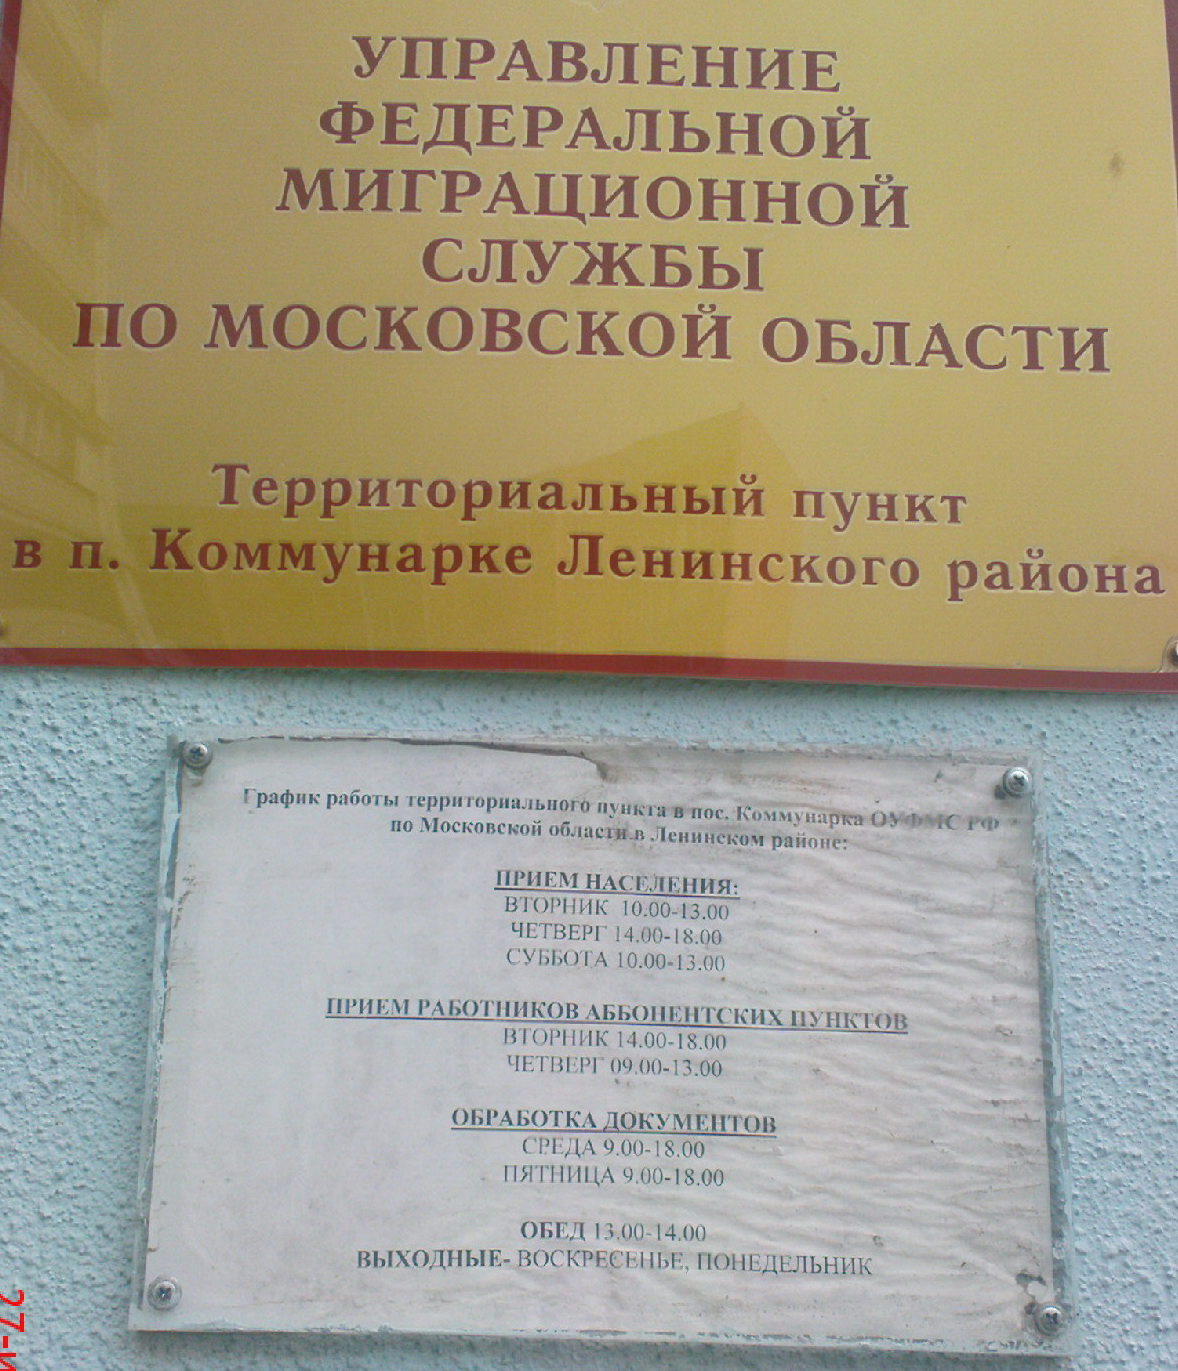 УПРАВЛЕНИЕ
ФЕДЕРАЛЬНОЙ
МИГРАЦИОННОЙ
СЛУЖБЫ
ПО МОСКОВСКОЙ ОБЛАСТИ
Территориальный пункт
в п. Коммунарке Ленинского района
График работы территориального пункта в пос. Коммунарка ОУФМС РФ
по Московской области в Ленинском районе:
ПРИЕМ НАСЕЛЕНИЯ:
ВТОРНИК 10.00-13.00
ЧЕТВЕРГ 14.00-18.00
СУББОТА 10.00-13.00
ПРИЕМ РАБОТНИКОВ АББОНЕНТСКИХ ПУНКТОВ
ВТОРНИК 14.00-18.00
ЧЕТВЕРГ 09.00-13.00
ОБРАБОТКА ДОКУМЕНТОВ
СРЕДА 9.00-18.00
ПЯТНИЦА 9.00-18.00
ОБЕД 13.00-14.00
ВЫХОДНЫЕ- ВОСКРЕСЕНЬЕ, ПОНЕДЕЛЬНИК